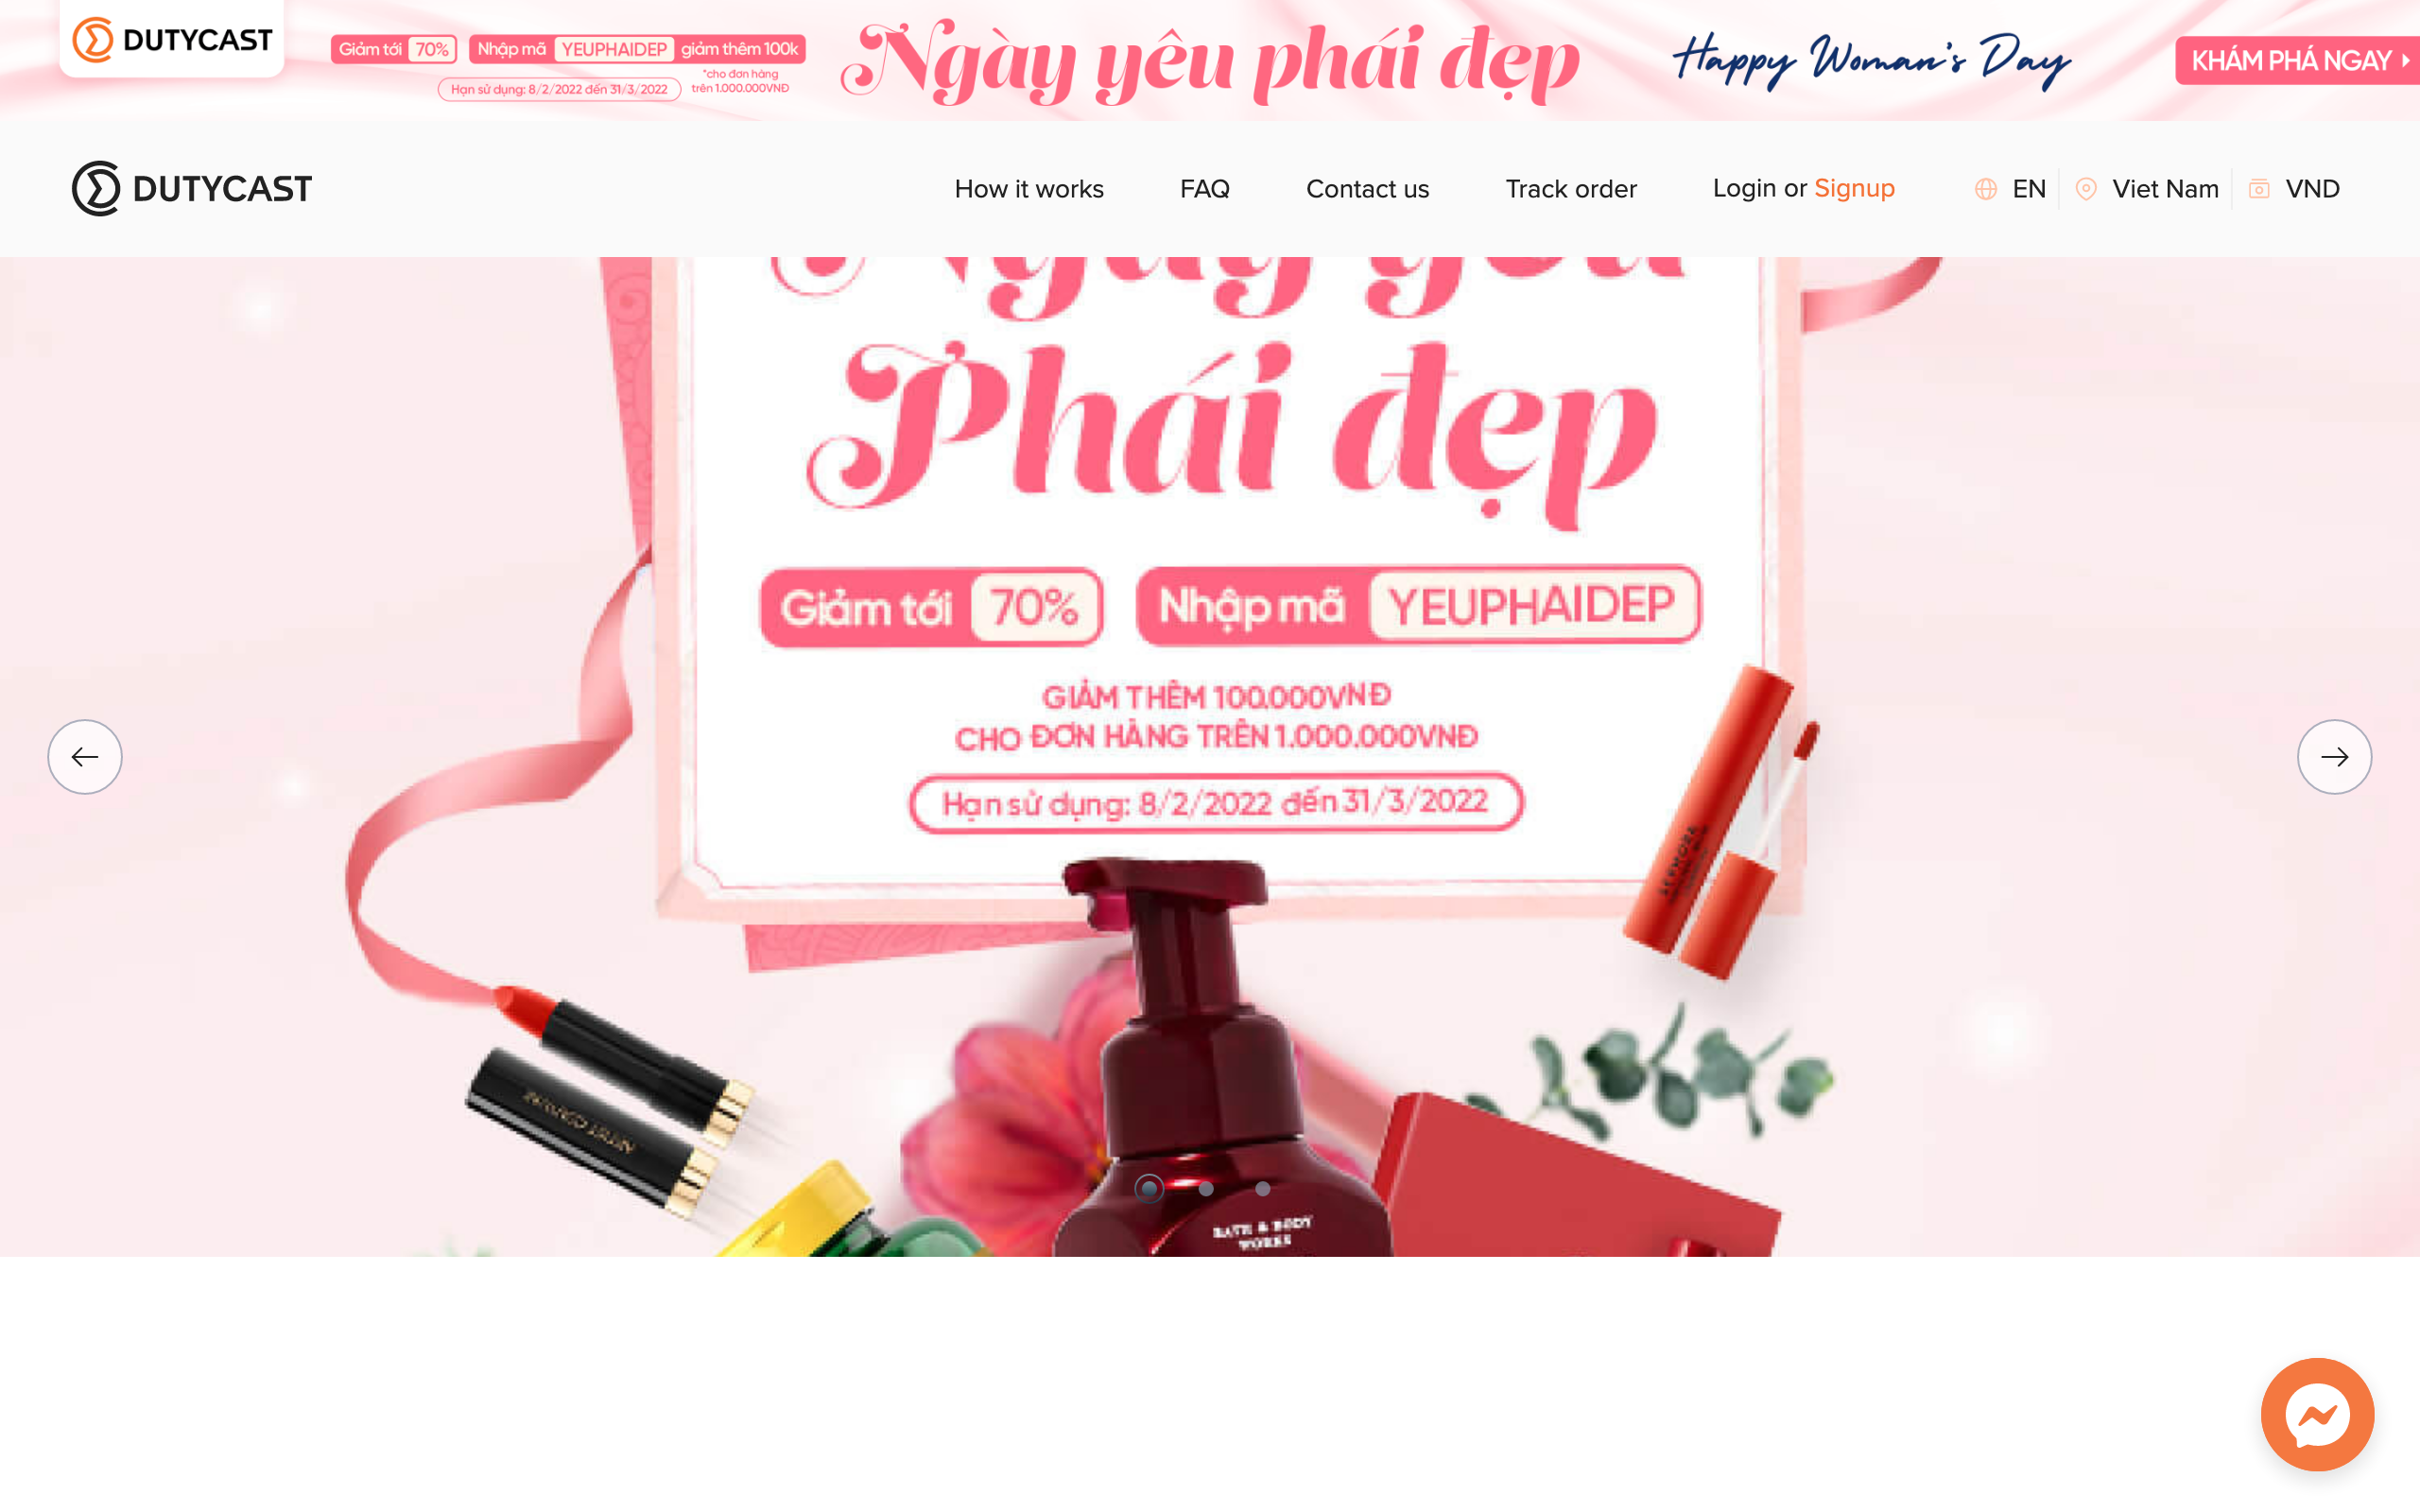 DUTYCAST
Giảm tới 70% Nhập mã YEUPHAIDEP giảm thêm 100k
*cho đơn hàng
trên 1.000.000VNĐ
Hạn sử dụng: 8/2/2022 đến 31/3/2022
Ngày yêu phái đẹp
Happy Woman's Day
KHÁM PHÁ NGAY
DUTYCAST
How it works FAQ Contact us Track order Login or Signup EN Viet Nam VND
Ngày yêu
Phái đẹp
Giảm tới 70% Nhập mã YEUPHAIDEP
GIẢM THÊM 100.000VNĐ
CHO ĐƠN HÀNG TRÊN 1.000.000VNĐ
Hạn sử dụng: 8/2/2022 đến 31/3/2022
SEPHORA
BATH & BODY
WORKS